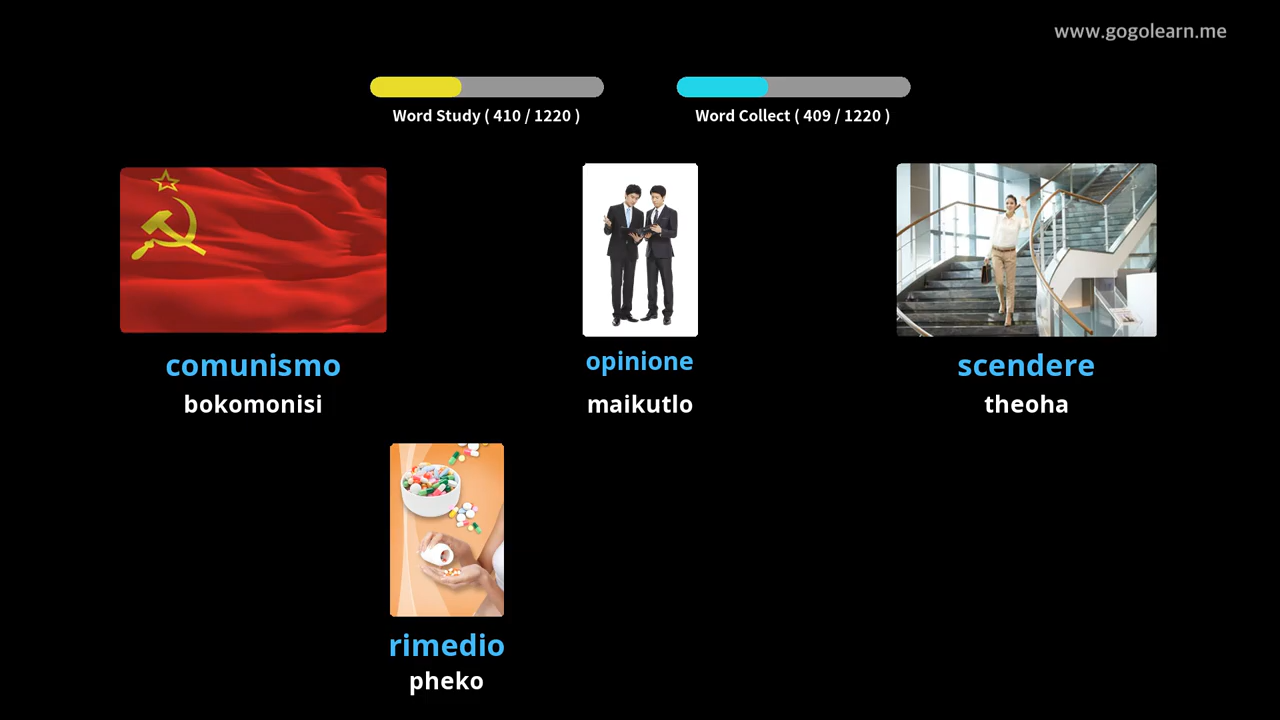 www.gogolearn.me
Word Study ( 410 / 1220 )
Word Collect ( 409 / 1220 )
comunismo
bokomonisi
opinione
maikutlo
scendere
theoha
rimedio
pheko